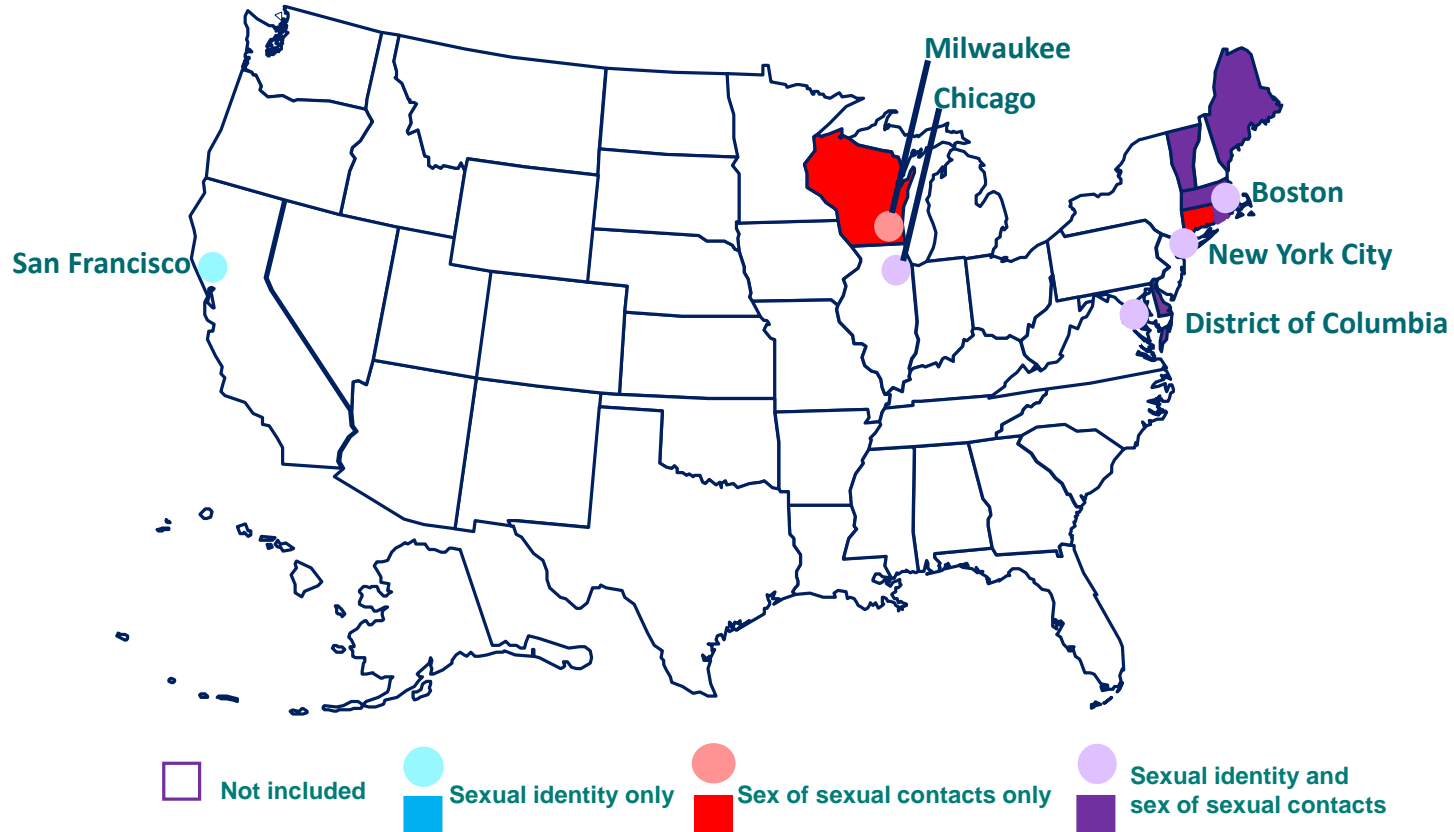 Milwaukee
Chicago
Boston
San Francisco
New York City
District of Columbia
Not included
Sexual identity only
Sex of sexual contacts only
Sexual identity and
sex of sexual contacts